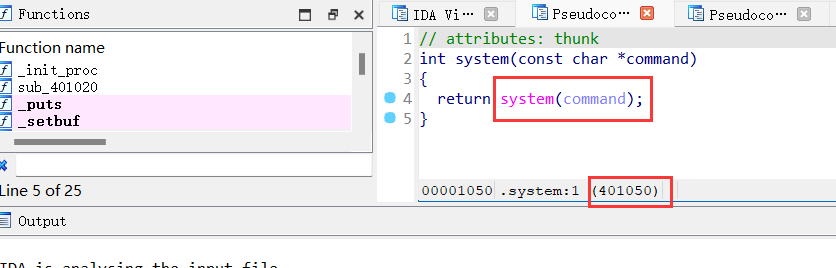 Functions
Function name
_init_proc
sub_401020
_puts
_setbuf
Line 5 of 25
IDA Vi…
Pseudoco…
Pseudoco…
1 // attributes: thunk
2 int system(const char *command)
3 {
4 return system(command);
5 }
00001050 .system:1 (401050)
Output
IDA is analysing the input file